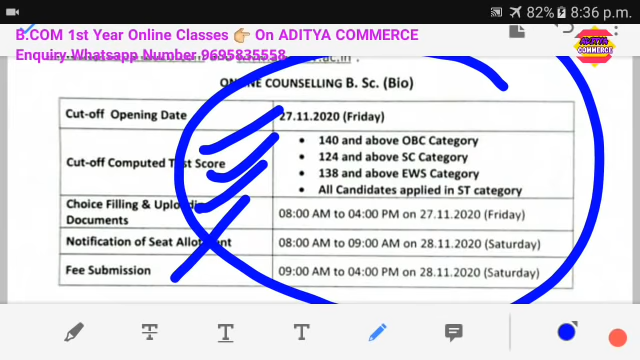 82% 8:36 p.m.
B.COM 1st Year Online Classes 👉 On ADITYA COMMERCE
Enquiry Whatsapp Number 9695835558
ADITYA
COMMERCE
ONLINE COUNSELLING B. Sc. (Bio)
Cut-off Opening Date 27.11.2020 (Friday)
Cut-off Computed Test Score
• 140 and above OBC Category
• 124 and above SC Category
• 138 and above EWS Category
• All Candidates applied in ST category
Choice Filling & Uploading
Documents
08:00 AM to 04:00 PM on 27.11.2020 (Friday)
Notification of Seat Allotment 08:00 AM to 09:00 AM on 28.11.2020 (Saturday)
Fee Submission 09:00 AM to 04:00 PM on 28.11.2020 (Saturday)
T T T